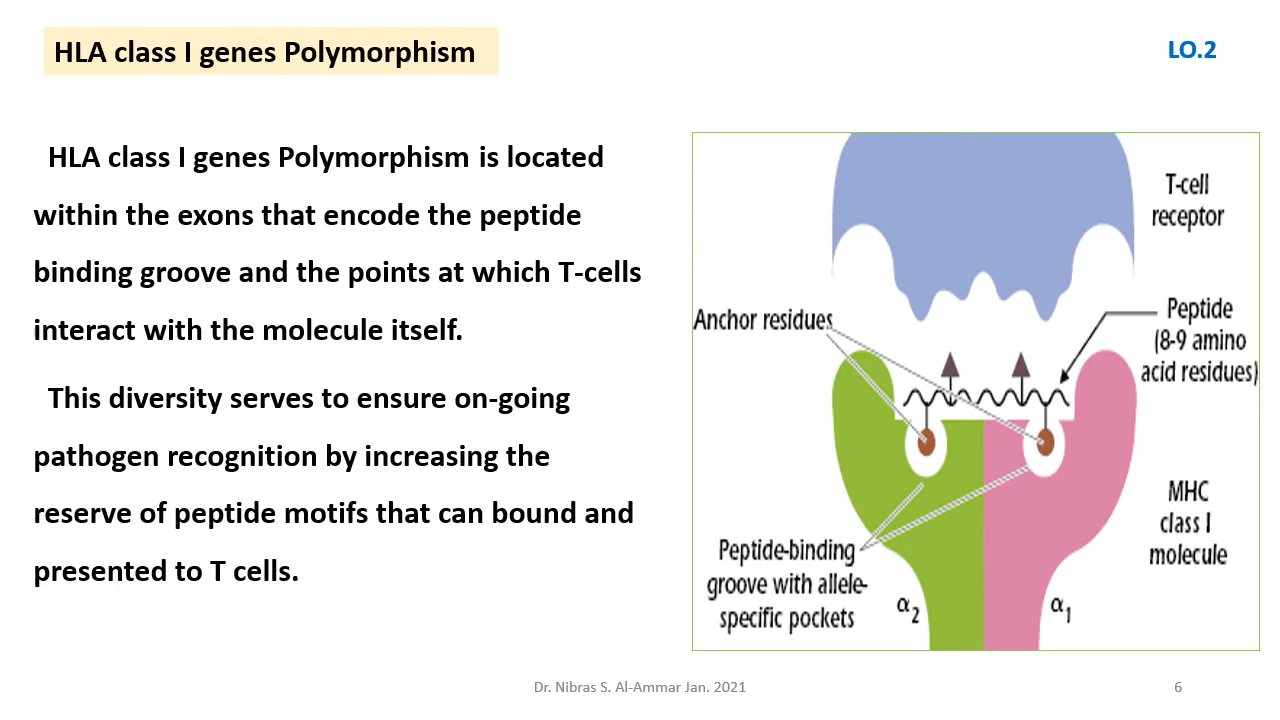 HLA class I genes Polymorphism
LO.2
HLA class I genes Polymorphism is located
within the exons that encode the peptide
binding groove and the points at which T-cells
interact with the molecule itself.
This diversity serves to ensure on-going
pathogen recognition by increasing the
reserve of peptide motifs that can bound and
presented to T cells.
T-cell
receptor
Anchor residues
Peptide
(8-9 amino
acid residues)
MHC
class I
molecule
Peptide-binding
groove with allele-
specific pockets
α2
α1
Dr. Nibras S. Al-Ammar Jan. 2021
6